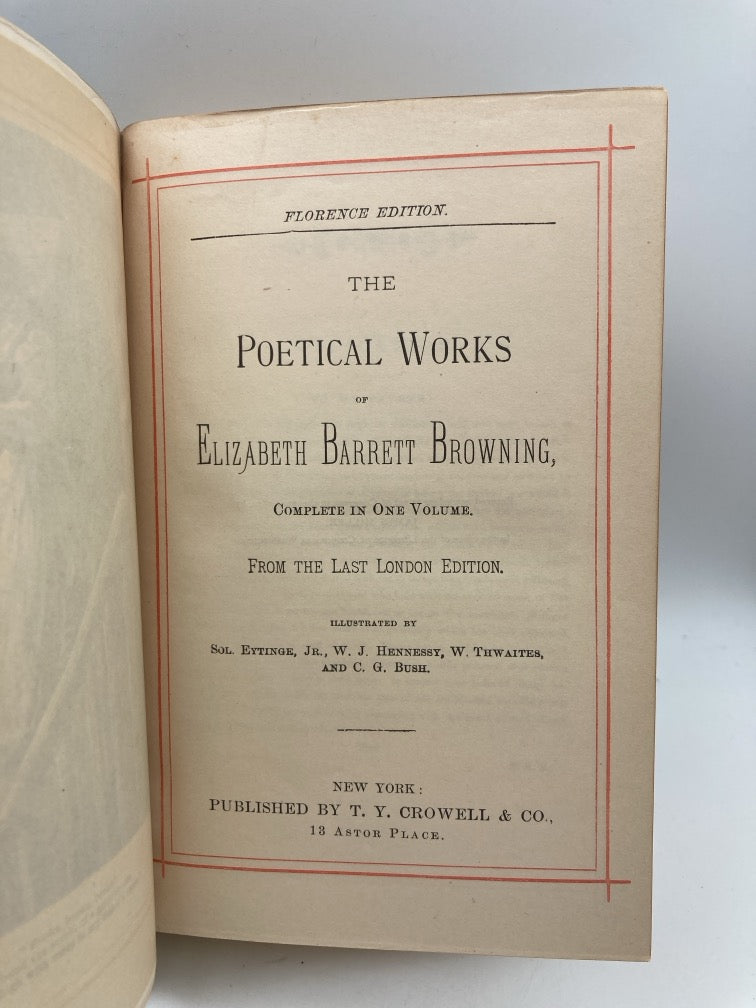 FLORENCE EDITION.
THE
POETICAL WORKS
OF
ELIZABETH BARRETT BROWNING,
COMPLETE IN ONE VOLUME.
FROM THE LAST LONDON EDITION.
ILLUSTRATED BY
SOL. EYTINGE, JR., W. J. HENNESSY, W. THWAITES,
AND C. G. BUSH.
NEW YORK:
PUBLISHED BY T. Y. CROWELL & CO.,
13 ASTOR PLACE.